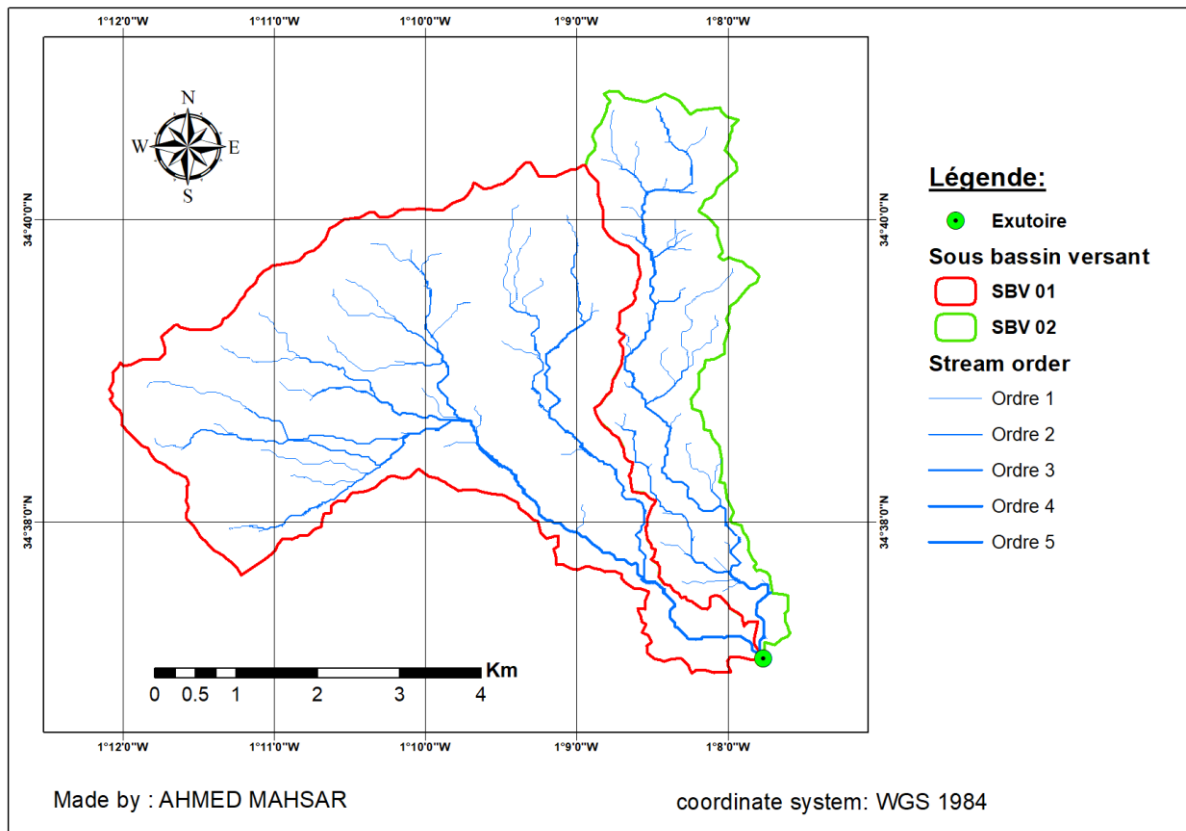 1°12'0"W 1°11'0"W 1°10'0"W 1°9'0"W 1°8'0"W
N
W E
S
34°40'0"N 34°40'0"N
34°38'0"N 34°38'0"N
Légende:
Exutoire
Sous bassin versant
SBV 01
SBV 02
Stream order
Ordre 1
Ordre 2
Ordre 3
Ordre 4
Ordre 5
Km
0 0.5 1 2 3 4
1°12'0"W 1°11'0"W 1°10'0"W 1°9'0"W 1°8'0"W
Made by : AHMED MAHSAR
coordinate system: WGS 1984